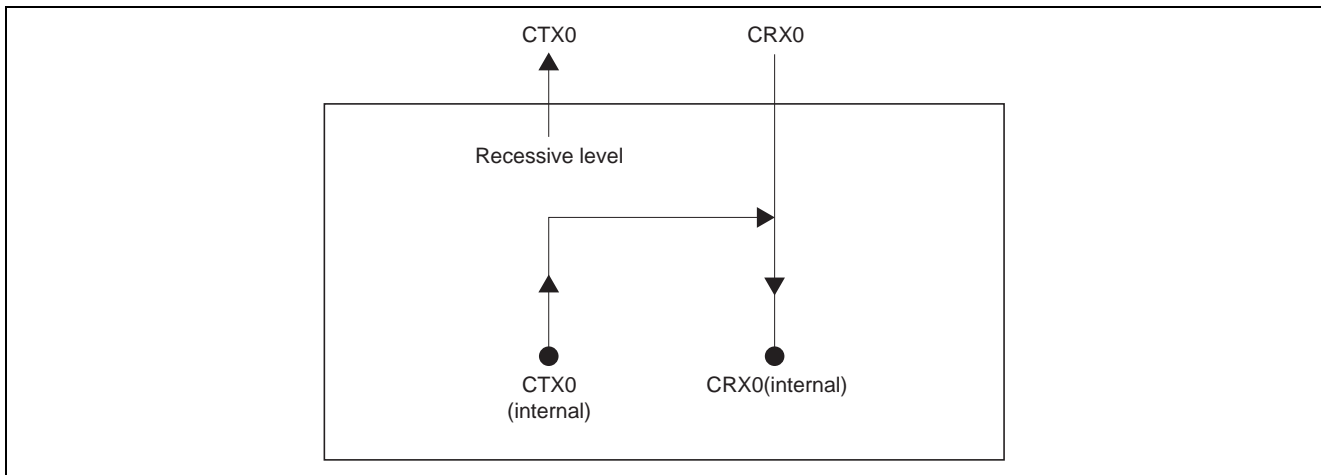 CTX0
CRX0
Recessive level
CTX0
(internal)
CRX0(internal)